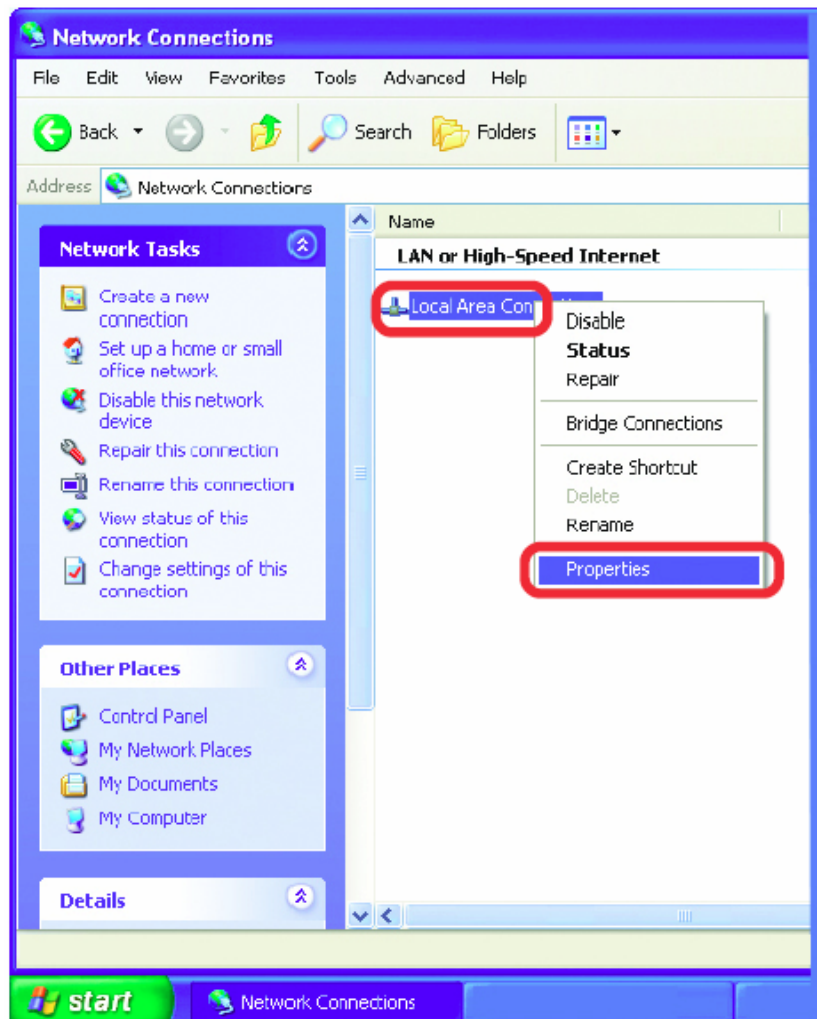 Network Connections
File Edit View Favorites Tools Advanced Help
Back Search Folders
Address Network Connections
Name
LAN or High-Speed Internet
Network Tasks
Create a new
connection
Set up a home or small
office network
Disable this network
device
Repair this connection
Rename this connection
View status of this
connection
Change settings of this
connection
Local Area Con
Disable
Status
Repair
Bridge Connections
Create Shortcut
Delete
Rename
Properties
Other Places
Control Panel
My Network Places
My Documents
My Computer
Details
start Network Connections